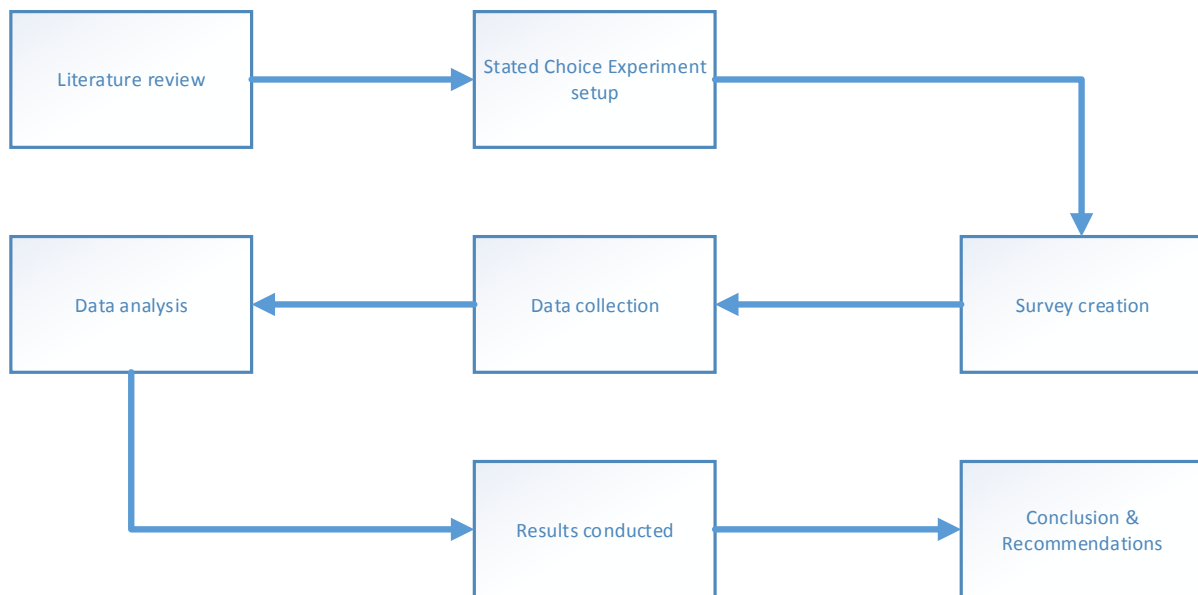 Literature review
Stated Choice Experiment
setup
Survey creation
Data collection
Data analysis
Results conducted
Conclusion &
Recommendations